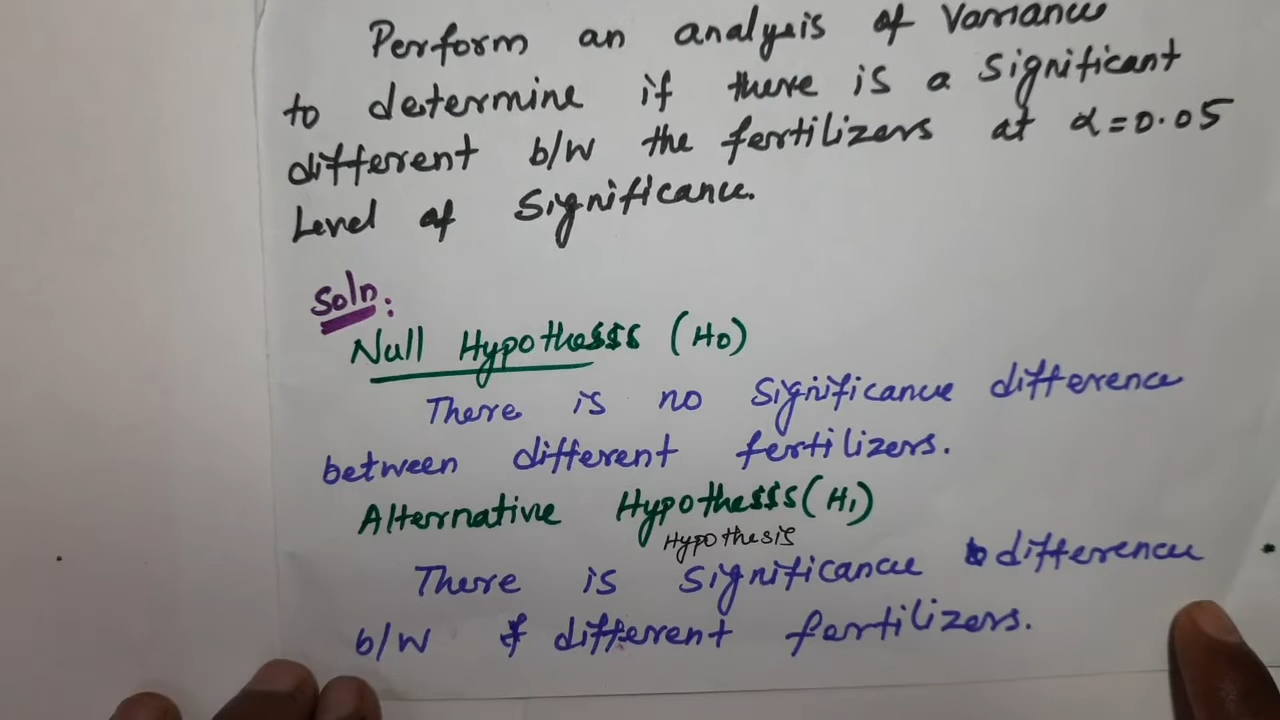 Perform an analysis of Variance
to determine if there is a significant
different b/w the fertilizers at α=0.05
Level of Significance.
Soln:
Null Hypothesss (H0)
There is no Significance difference
between different fertilizers.
Alternative Hypothesss (H1)
Hypothesis
There is significance difference
b/w different fertilizers.